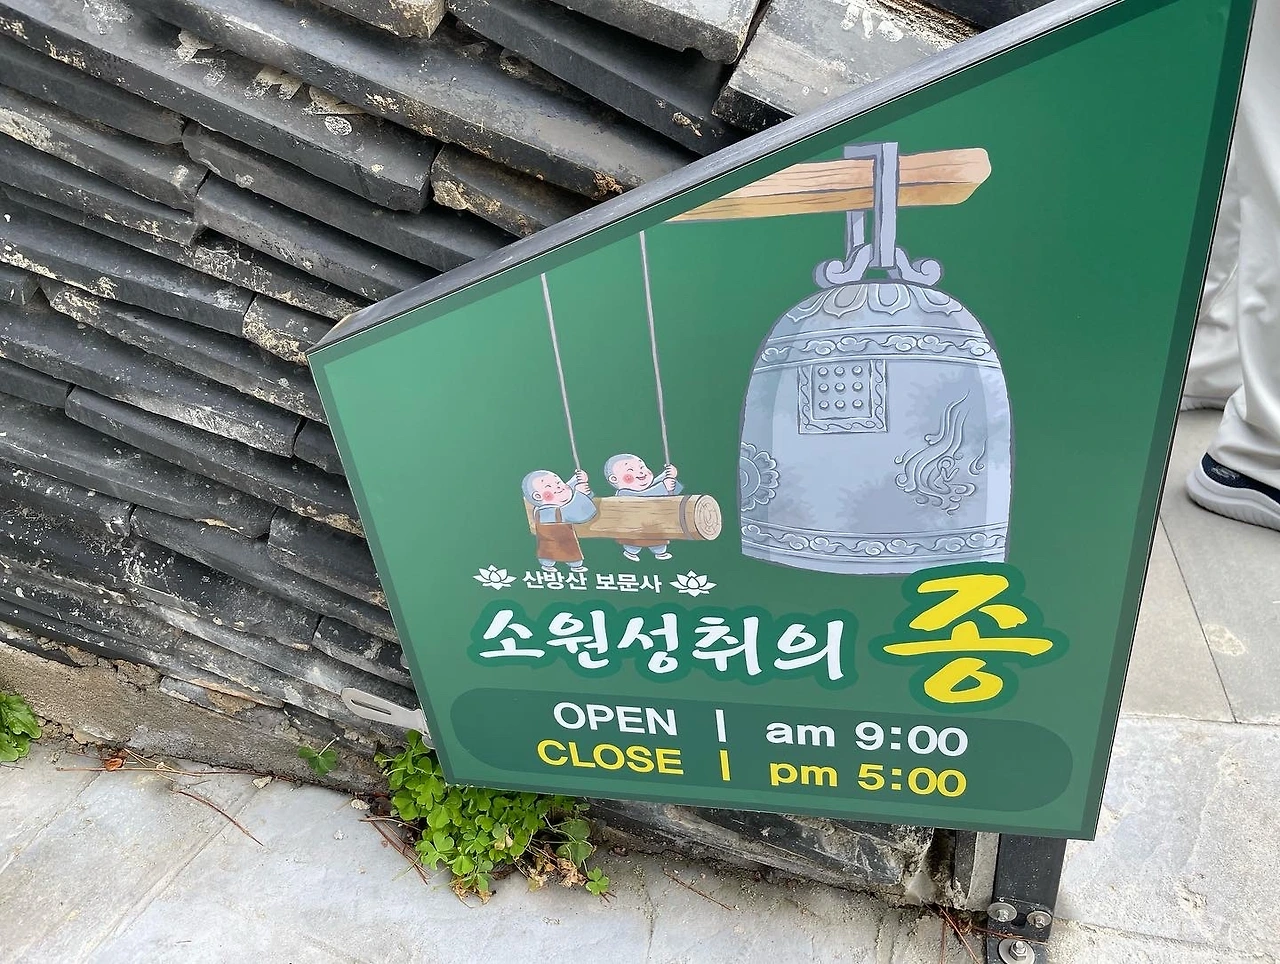 산방산 보문사
소원성취의 종
OPEN | am 9:00
CLOSE | pm 5:00